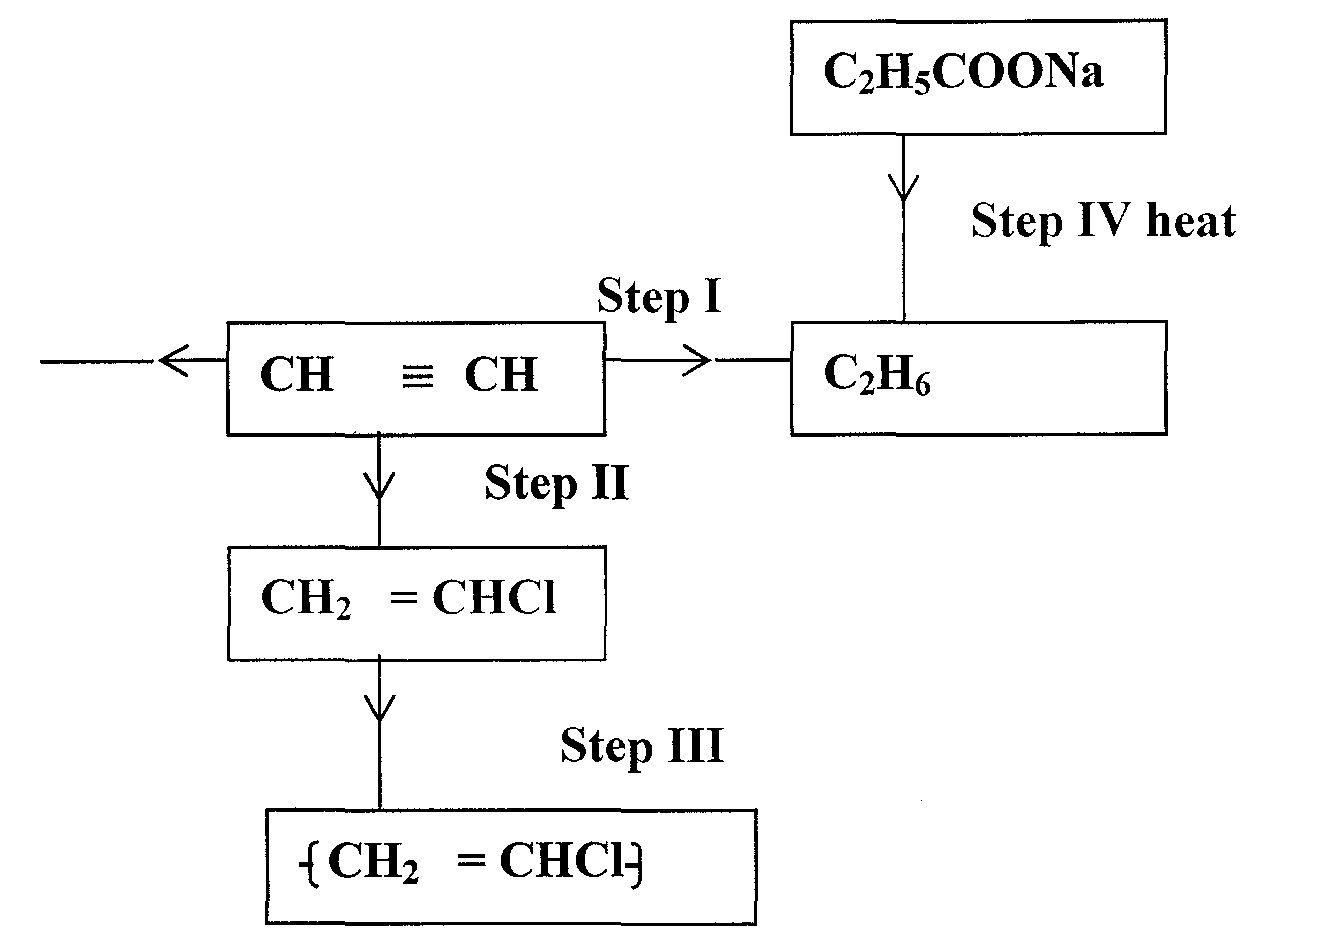 C₂H₅COONa
Step IV heat
Step I
CH ≡ CH
C₂H₆
Step II
CH₂ = CHCl
Step III
-{CH₂ = CHCl-}